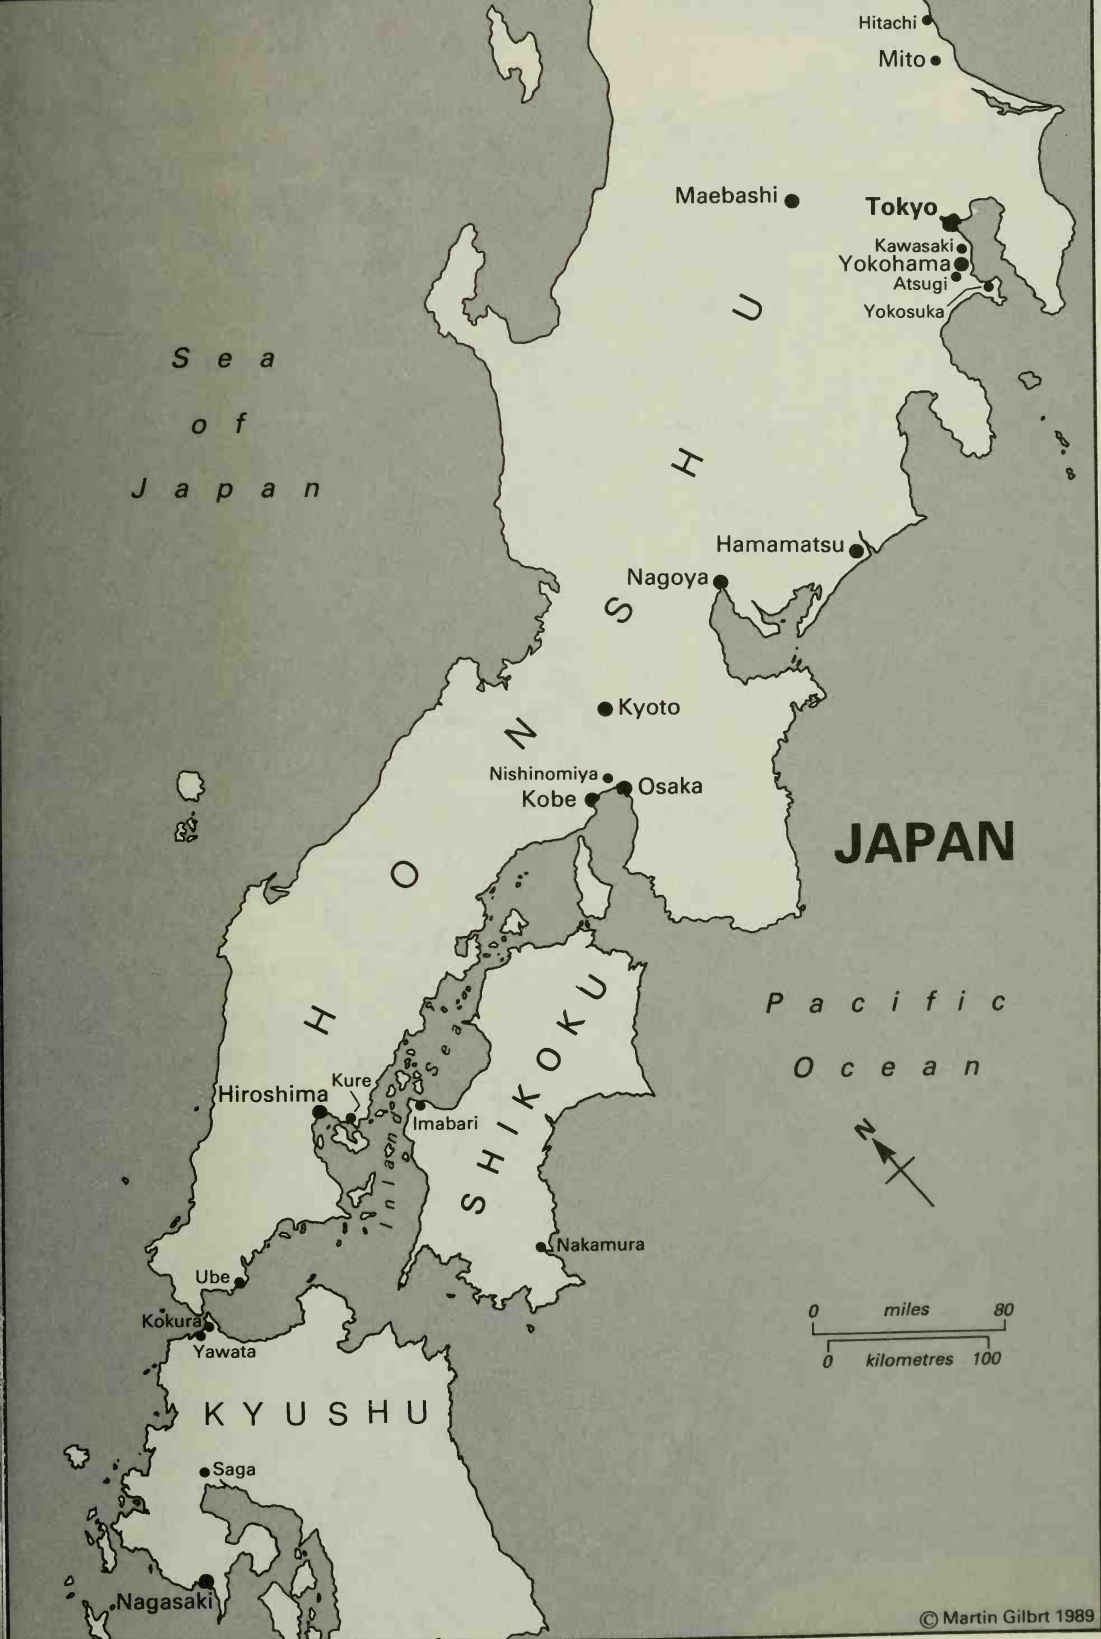 Hitachi
Mito
Maebashi
Tokyo
Kawasaki
Yokohama
Atsugi
Yokosuka
Sea
of
Japan
HONSHU
Hamamatsu
Nagoya
Kyoto
Nishinomiya
Kobe
Osaka
JAPAN
Pacific
Ocean
SHIKOKU
Inland Sea
Hiroshima
Kure
Imabari
N
Nakamura
Ube
Kokura
Yawata
0 miles 80
0 kilometres 100
KYUSHU
Saga
Nagasaki
© Martin Gilbrt 1989